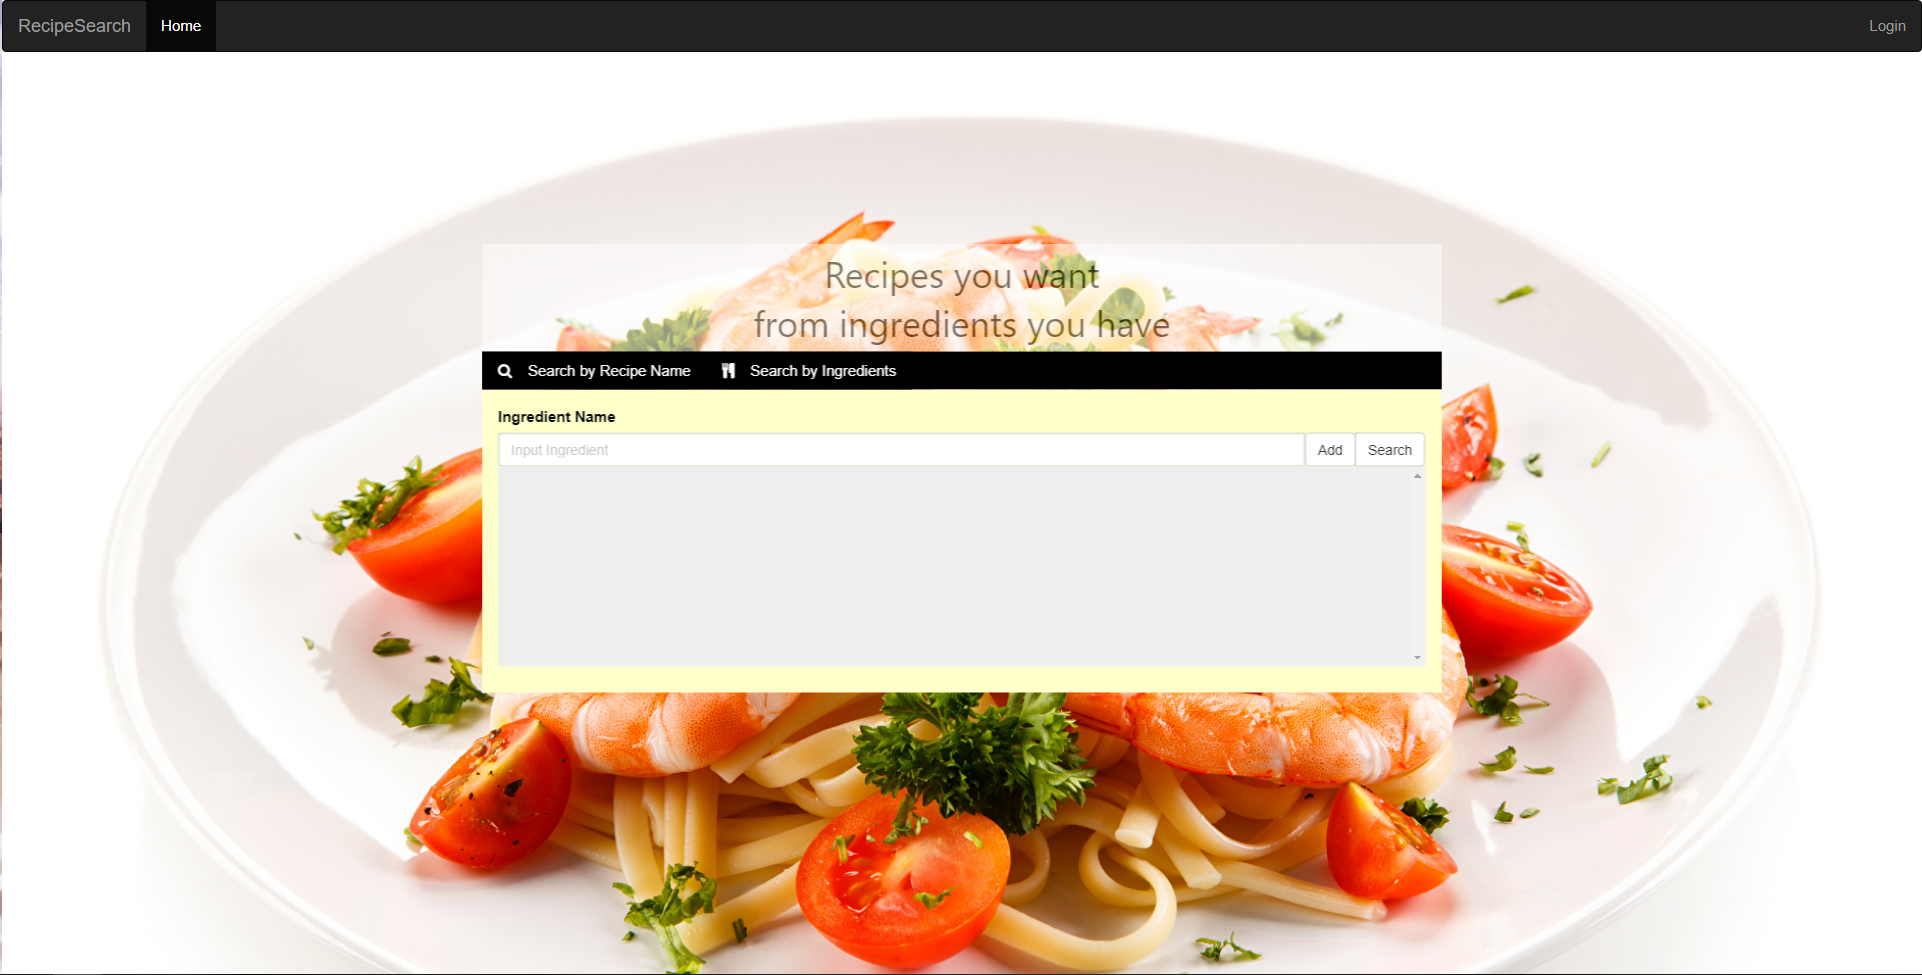 RecipeSearch Home Login
Recipes you want
from ingredients you have
Search by Recipe Name Search by Ingredients
Ingredient Name
Input Ingredient Add Search